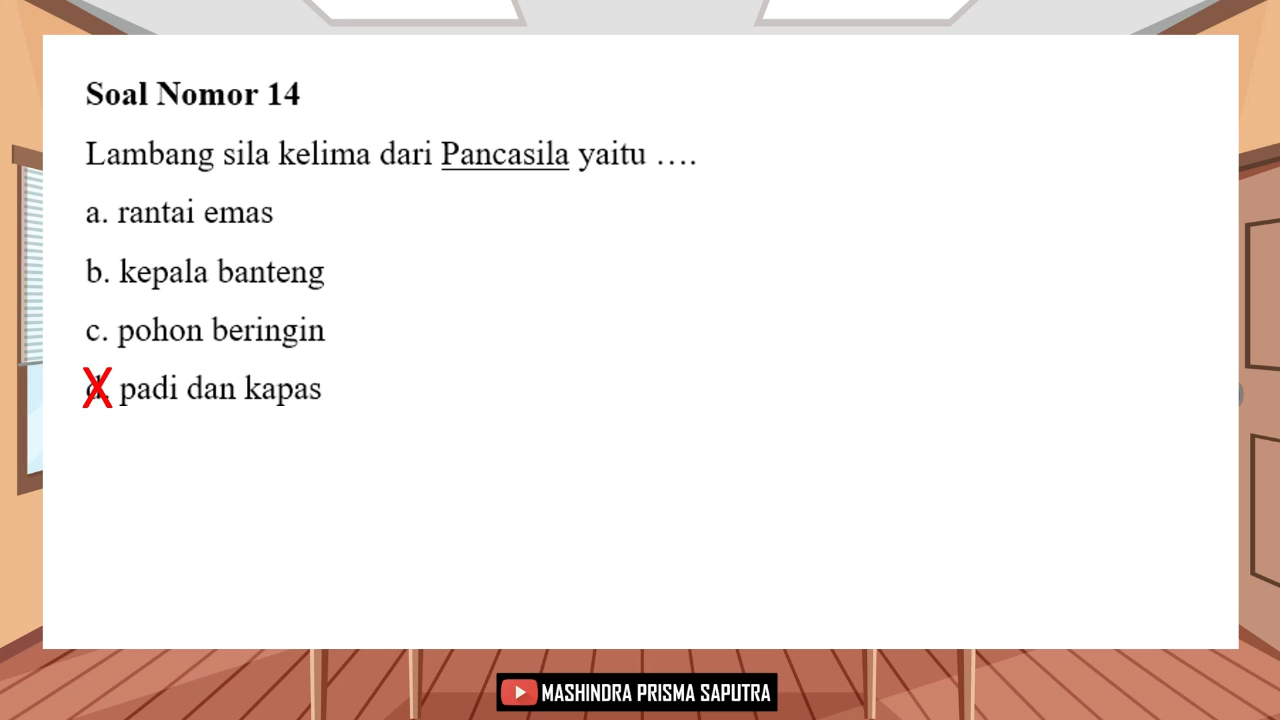 Soal Nomor 14
Lambang sila kelima dari Pancasila yaitu ....
a. rantai emas
b. kepala banteng
c. pohon beringin
d. padi dan kapas
MASHINDRA PRISMA SAPUTRA